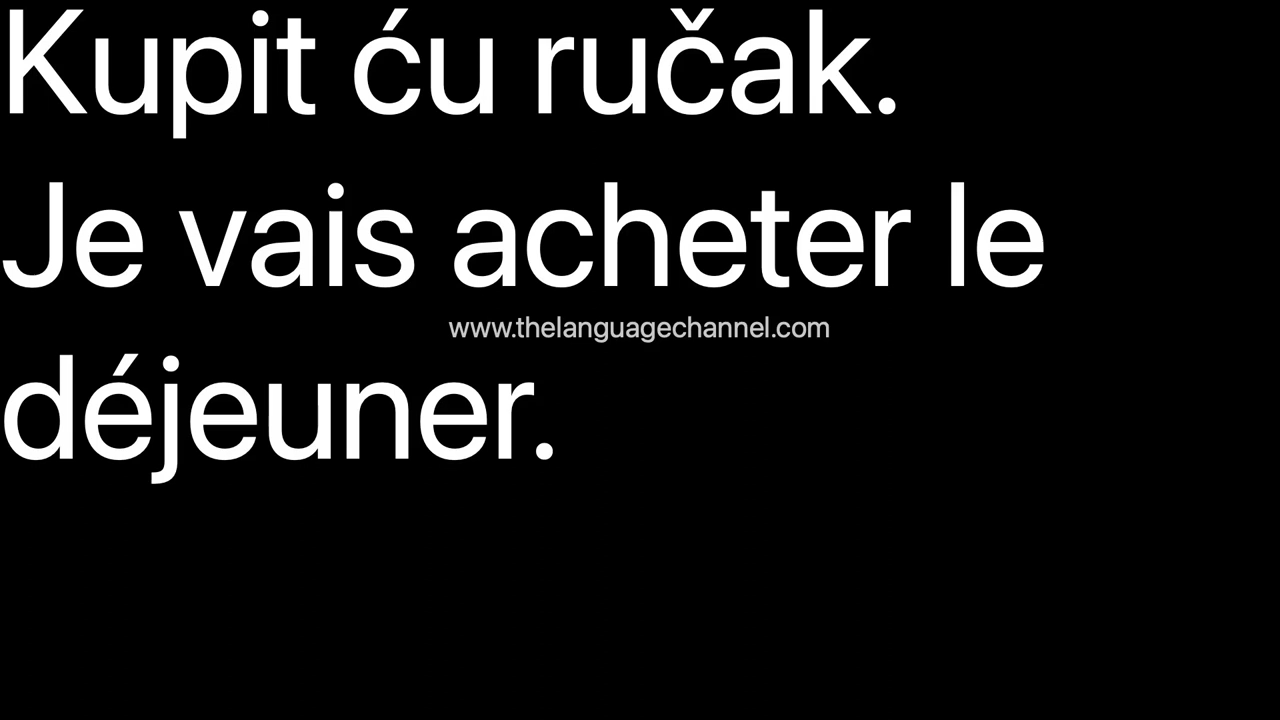 Kupit ću ručak.
Je vais acheter le
www.thelanguagechannel.com
déjeuner.